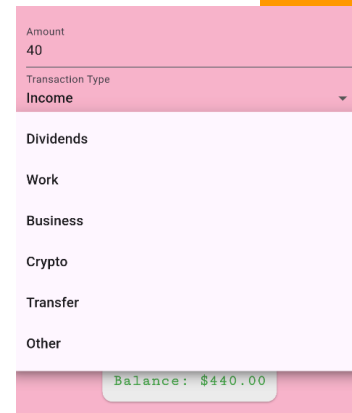 Amount
40
Transaction Type
Income
Dividends
Work
Business
Crypto
Transfer
Other
Balance: $440.00